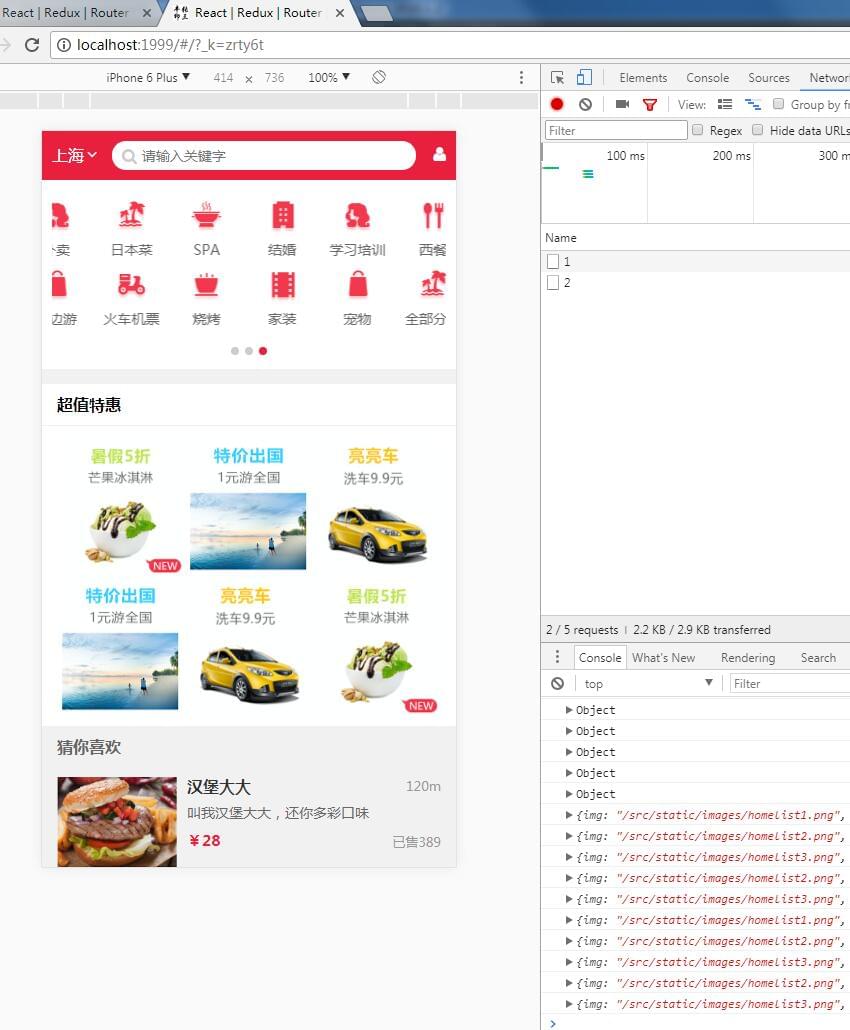 React | Redux | Router
React | Redux | Router
localhost:1999/#/?_k=zrty6t
iPhone 6 Plus ▼ 414 × 736 100% ▼
Elements Console Sources Networ
View: Group by fr
Filter Regex Hide data URLs
100 ms 200 ms 300 m
Name
1
2
2 / 5 requests | 2.2 KB / 2.9 KB transferred
Console What's New Rendering Search
top ▼ Filter
▶Object
▶Object
▶Object
▶Object
▶Object
▶{img: "/src/static/images/homelist1.png",
▶{img: "/src/static/images/homelist2.png",
▶{img: "/src/static/images/homelist3.png",
▶{img: "/src/static/images/homelist2.png",
▶{img: "/src/static/images/homelist3.png",
▶{img: "/src/static/images/homelist1.png",
▶{img: "/src/static/images/homelist2.png",
▶{img: "/src/static/images/homelist3.png",
▶{img: "/src/static/images/homelist2.png",
▶{img: "/src/static/images/homelist3.png",
上海 请输入关键字
卖 日本菜 SPA 结婚 学习培训 西餐
边游 火车机票 烧烤 家装 宠物 全部分
超值特惠
暑假5折 特价出国 亮亮车
芒果冰淇淋 1元游全国 洗车9.9元
NEW
特价出国 亮亮车 暑假5折
1元游全国 洗车9.9元 芒果冰淇淋
NEW
猜你喜欢
汉堡大大 120m
叫我汉堡大大，还你多彩口味
￥28 已售389